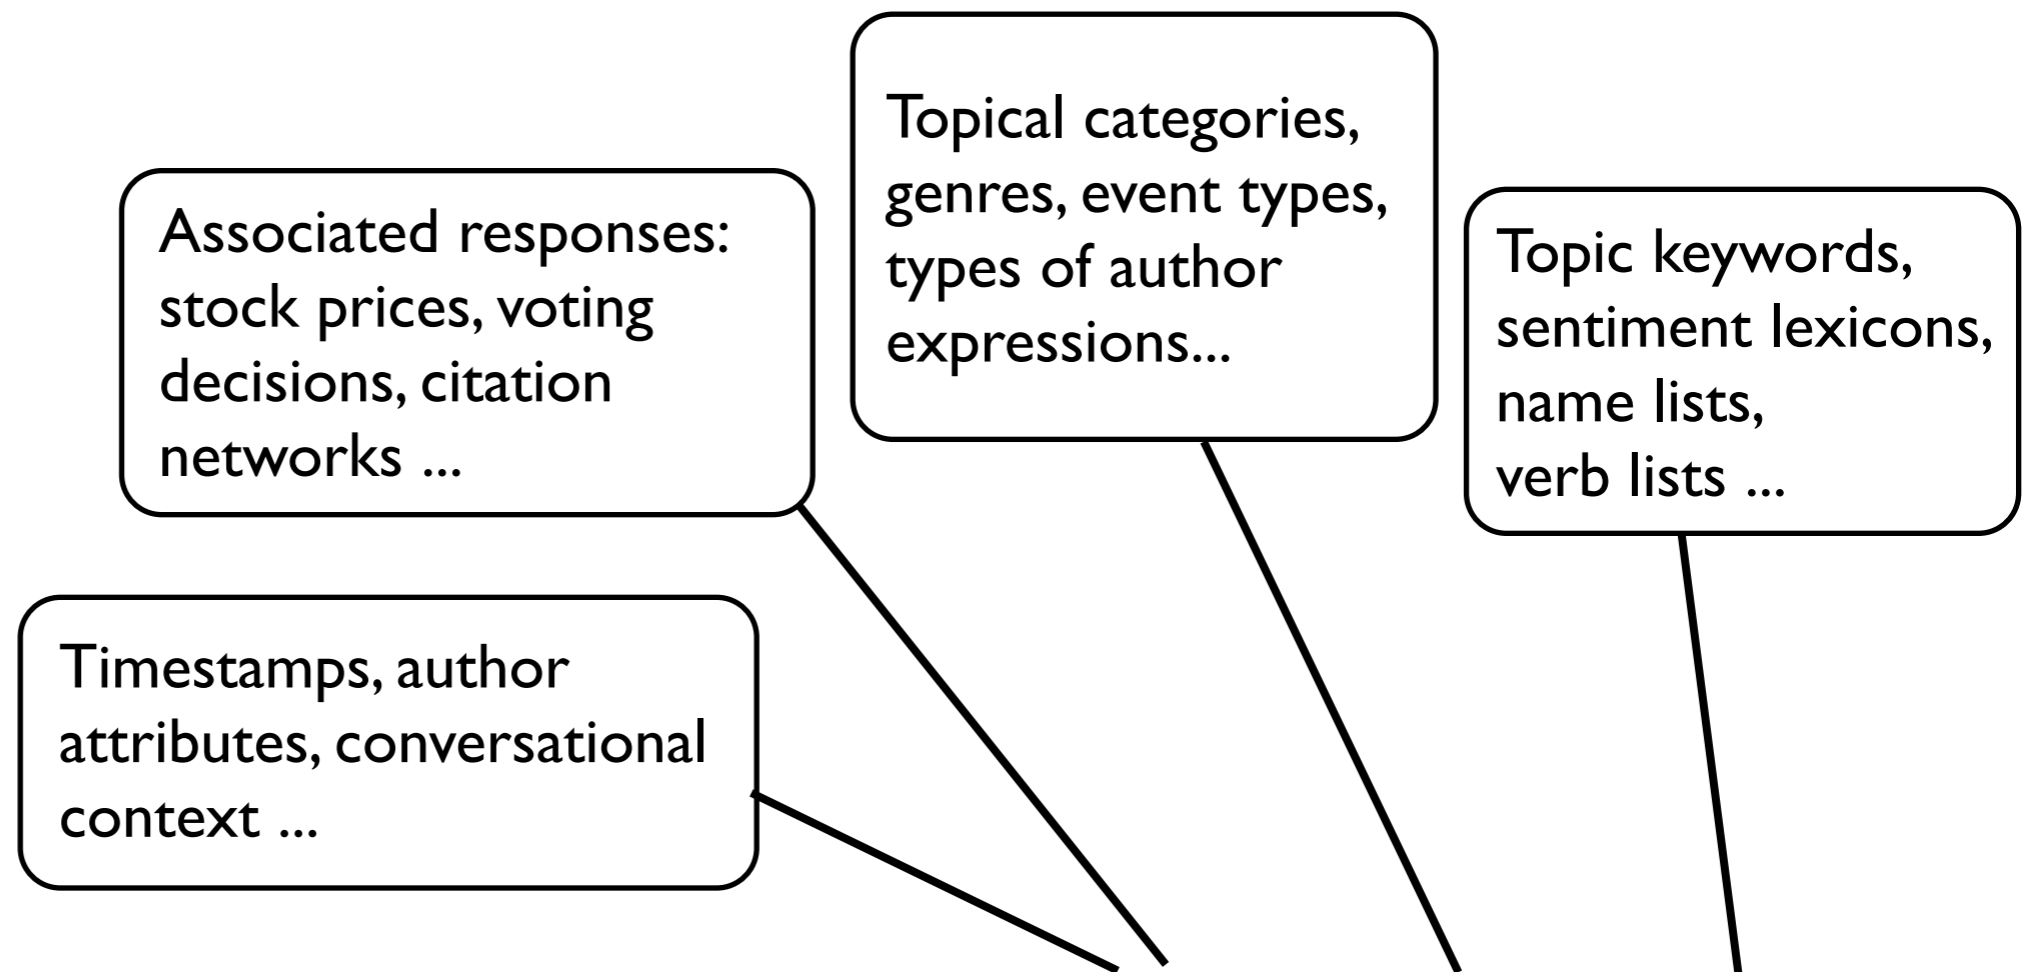 Topical categories,
genres, event types,
types of author
expressions...
Associated responses:
stock prices, voting
decisions, citation
networks ...
Topic keywords,
sentiment lexicons,
name lists,
verb lists ...
Timestamps, author
attributes, conversational
context ...